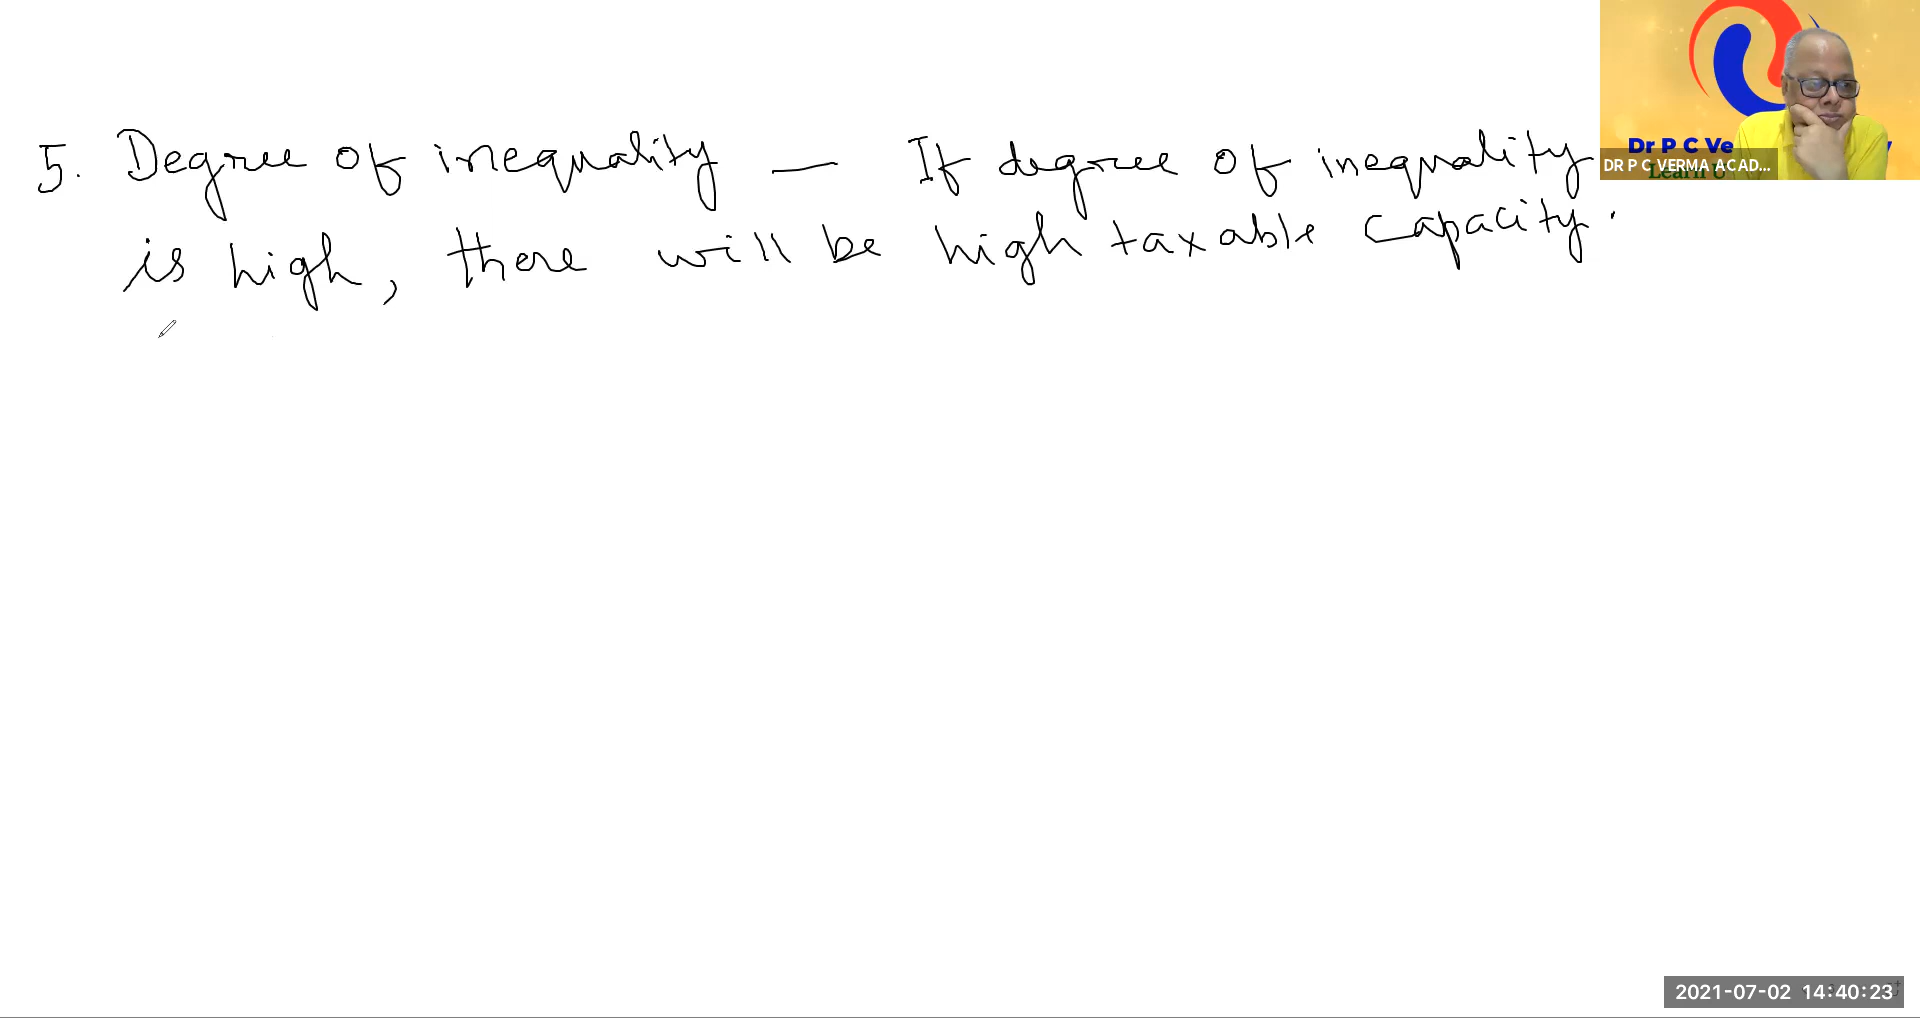 5. Degree of inequality — If degree of inequality
is high, there will be high taxable capacity.
Dr P C Ve
DR P C VERMA ACAD...
Learn U
2021-07-02 14:40:23